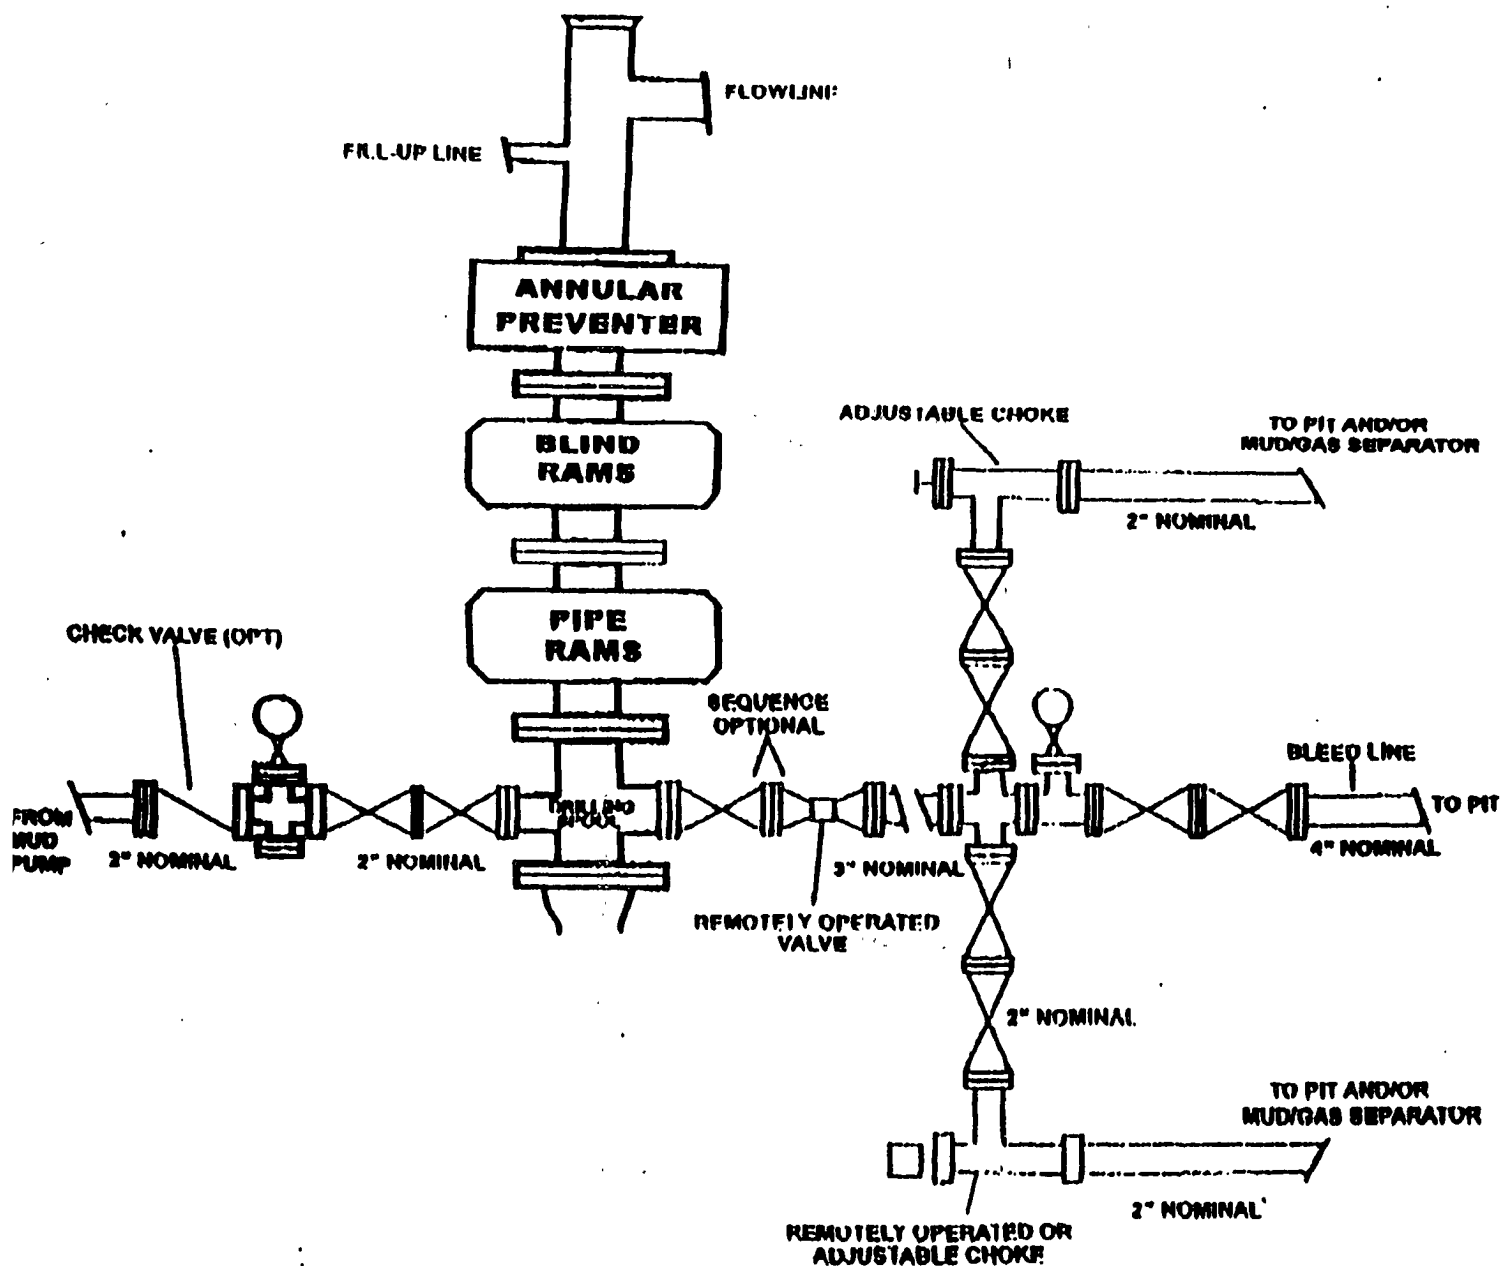 FLOWLINE
FILL-UP LINE
ANNULAR
PREVENTER
ADJUSTABLE CHOKE
TO PIT AND/OR
MUD/GAS SEPARATOR
BLIND
RAMS
2" NOMINAL
PIPE
RAMS
CHECK VALVE (OPT)
SEQUENCE
OPTIONAL
BLEED LINE
DRILLING
SPOOL
TO PIT
FROM
MUD
PUMP
2" NOMINAL
2" NOMINAL
3" NOMINAL
4" NOMINAL
REMOTELY OPERATED
VALVE
2" NOMINAL
TO PIT AND/OR
MUD/GAS SEPARATOR
2" NOMINAL
REMOTELY OPERATED OR
ADJUSTABLE CHOKE